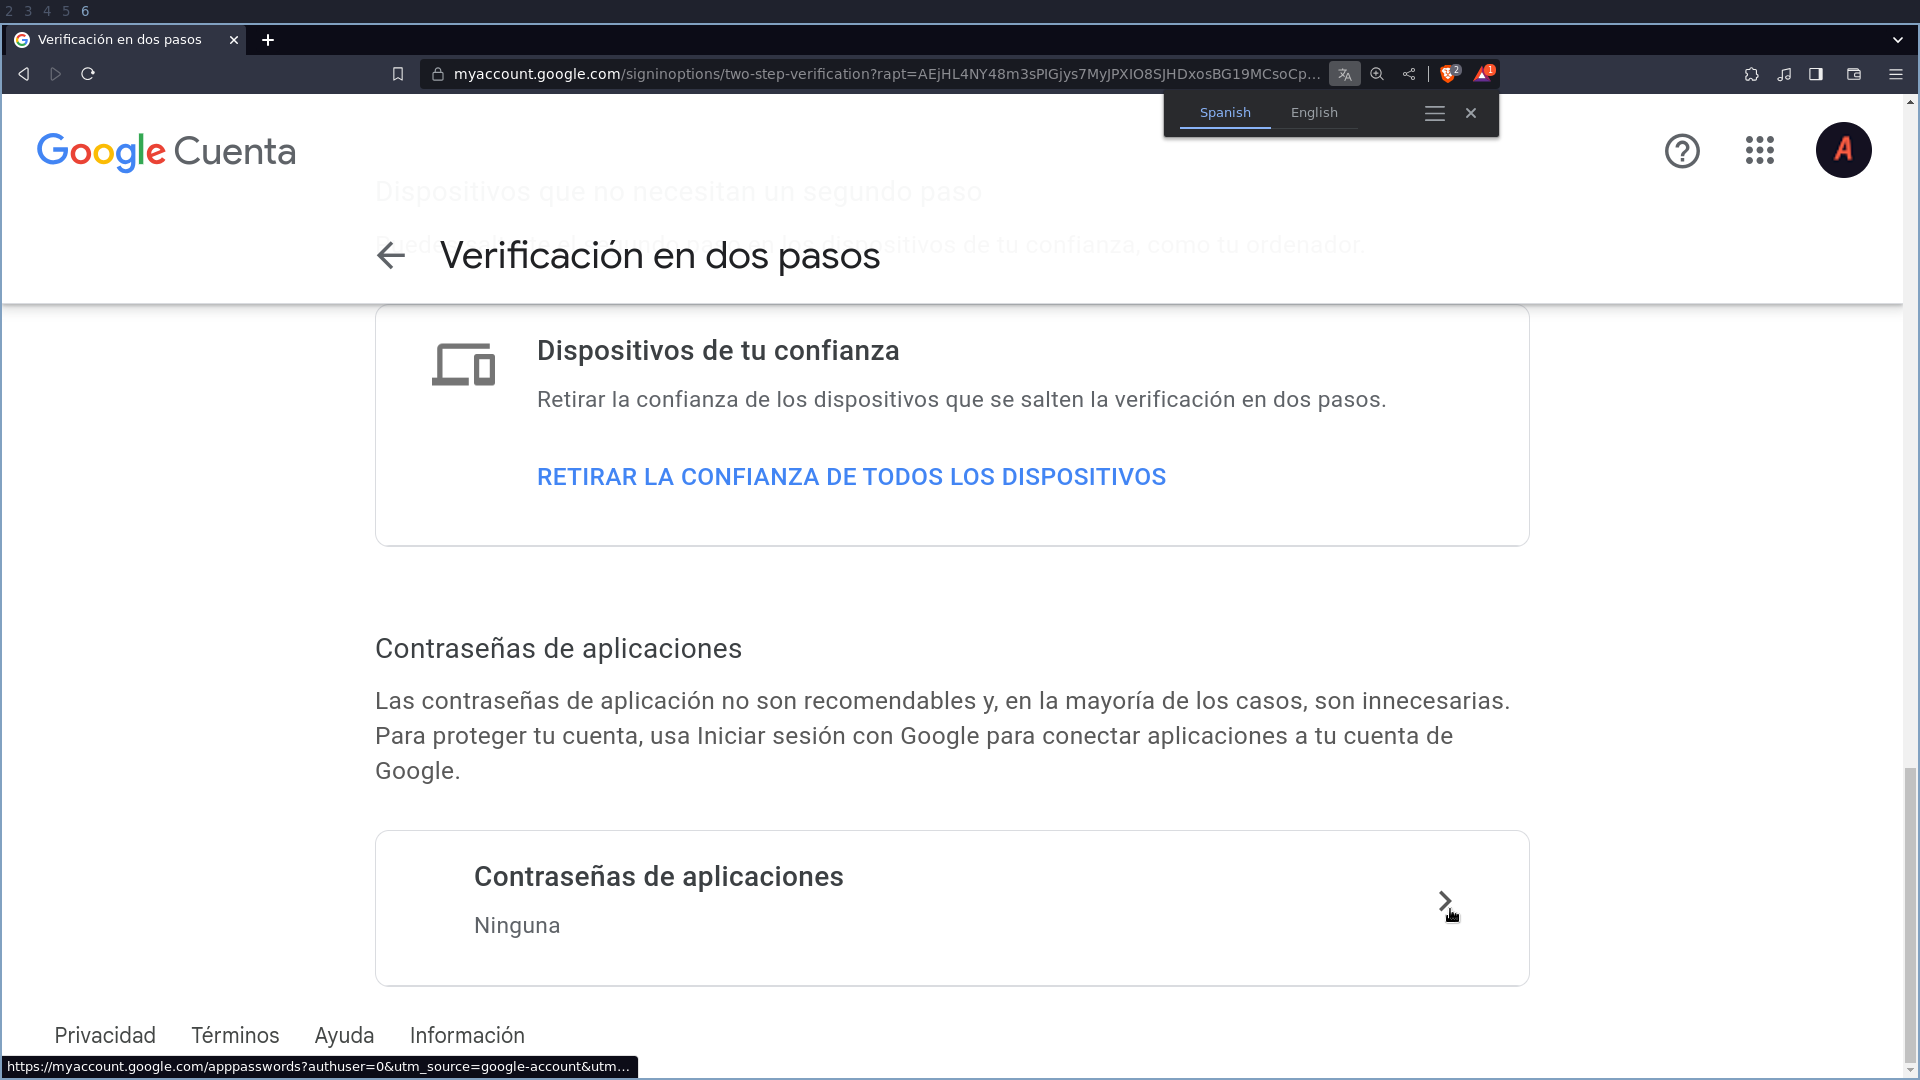 2 3 4 5 6
Verificación en dos pasos
myaccount.google.com/signinoptions/two-step-verification?rapt=AEjHL4NY48m3sPIGjys7MyJPXIO8SJHDxosBG19MCsoCp...
2
1
Spanish English
Google Cuenta
A
Dispositivos que no necesitan un segundo paso
segundo paso en los dispositivos de tu confianza, como tu ordenador.
Verificación en dos pasos
Dispositivos de tu confianza
Retirar la confianza de los dispositivos que se salten la verificación en dos pasos.
RETIRAR LA CONFIANZA DE TODOS LOS DISPOSITIVOS
Contraseñas de aplicaciones
Las contraseñas de aplicación no son recomendables y, en la mayoría de los casos, son innecesarias.
Para proteger tu cuenta, usa Iniciar sesión con Google para conectar aplicaciones a tu cuenta de
Google.
Contraseñas de aplicaciones
Ninguna
Privacidad Términos Ayuda Información
https://myaccount.google.com/apppasswords?authuser=0&utm_source=google-account&utm...